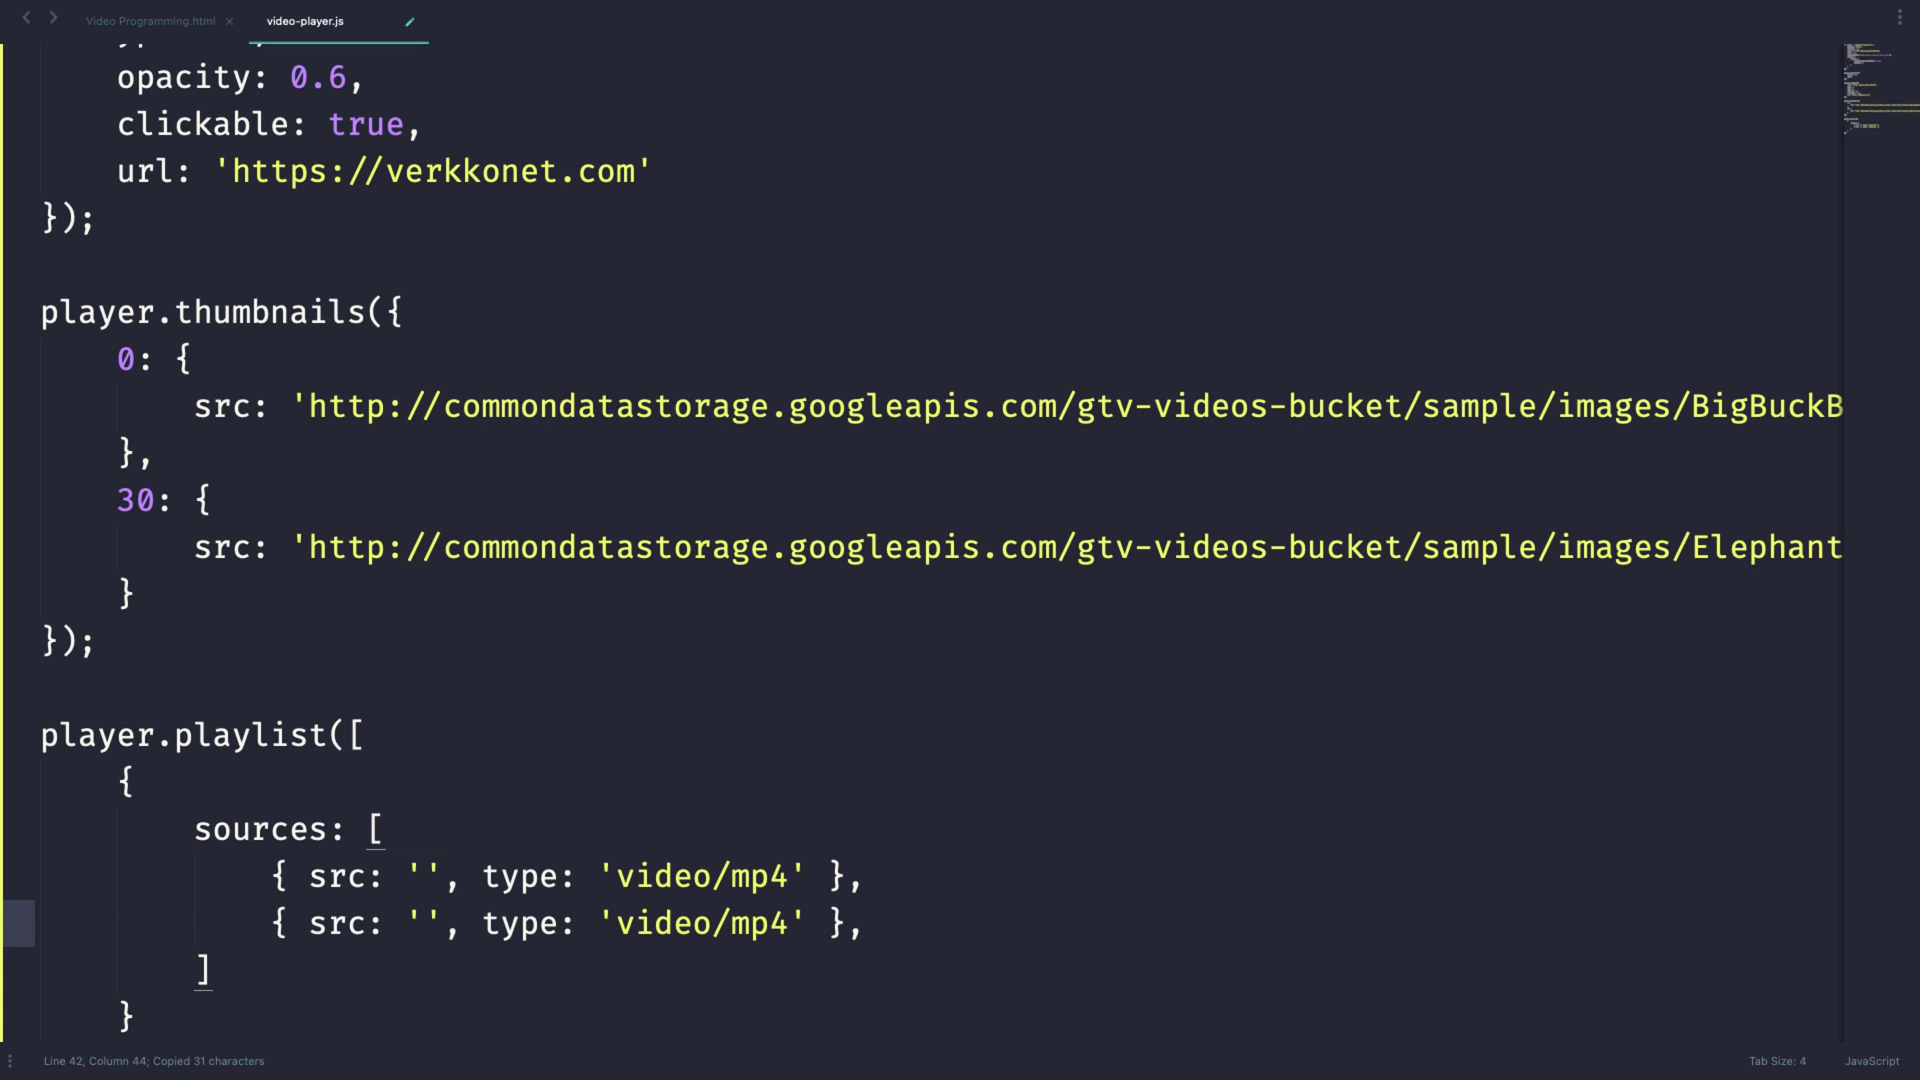 Video Programming.html
video-player.js
opacity: 0.6,
clickable: true,
url: 'https://verkkonet.com'
});
player.thumbnails({
0: {
src: 'http://commondatastorage.googleapis.com/gtv-videos-bucket/sample/images/BigBuckB
},
30: {
src: 'http://commondatastorage.googleapis.com/gtv-videos-bucket/sample/images/Elephant
}
});
player.playlist([
{
sources: [
{ src: '', type: 'video/mp4' },
{ src: '', type: 'video/mp4' },
]
}
Line 42, Column 44; Copied 31 characters
Tab Size: 4
JavaScript